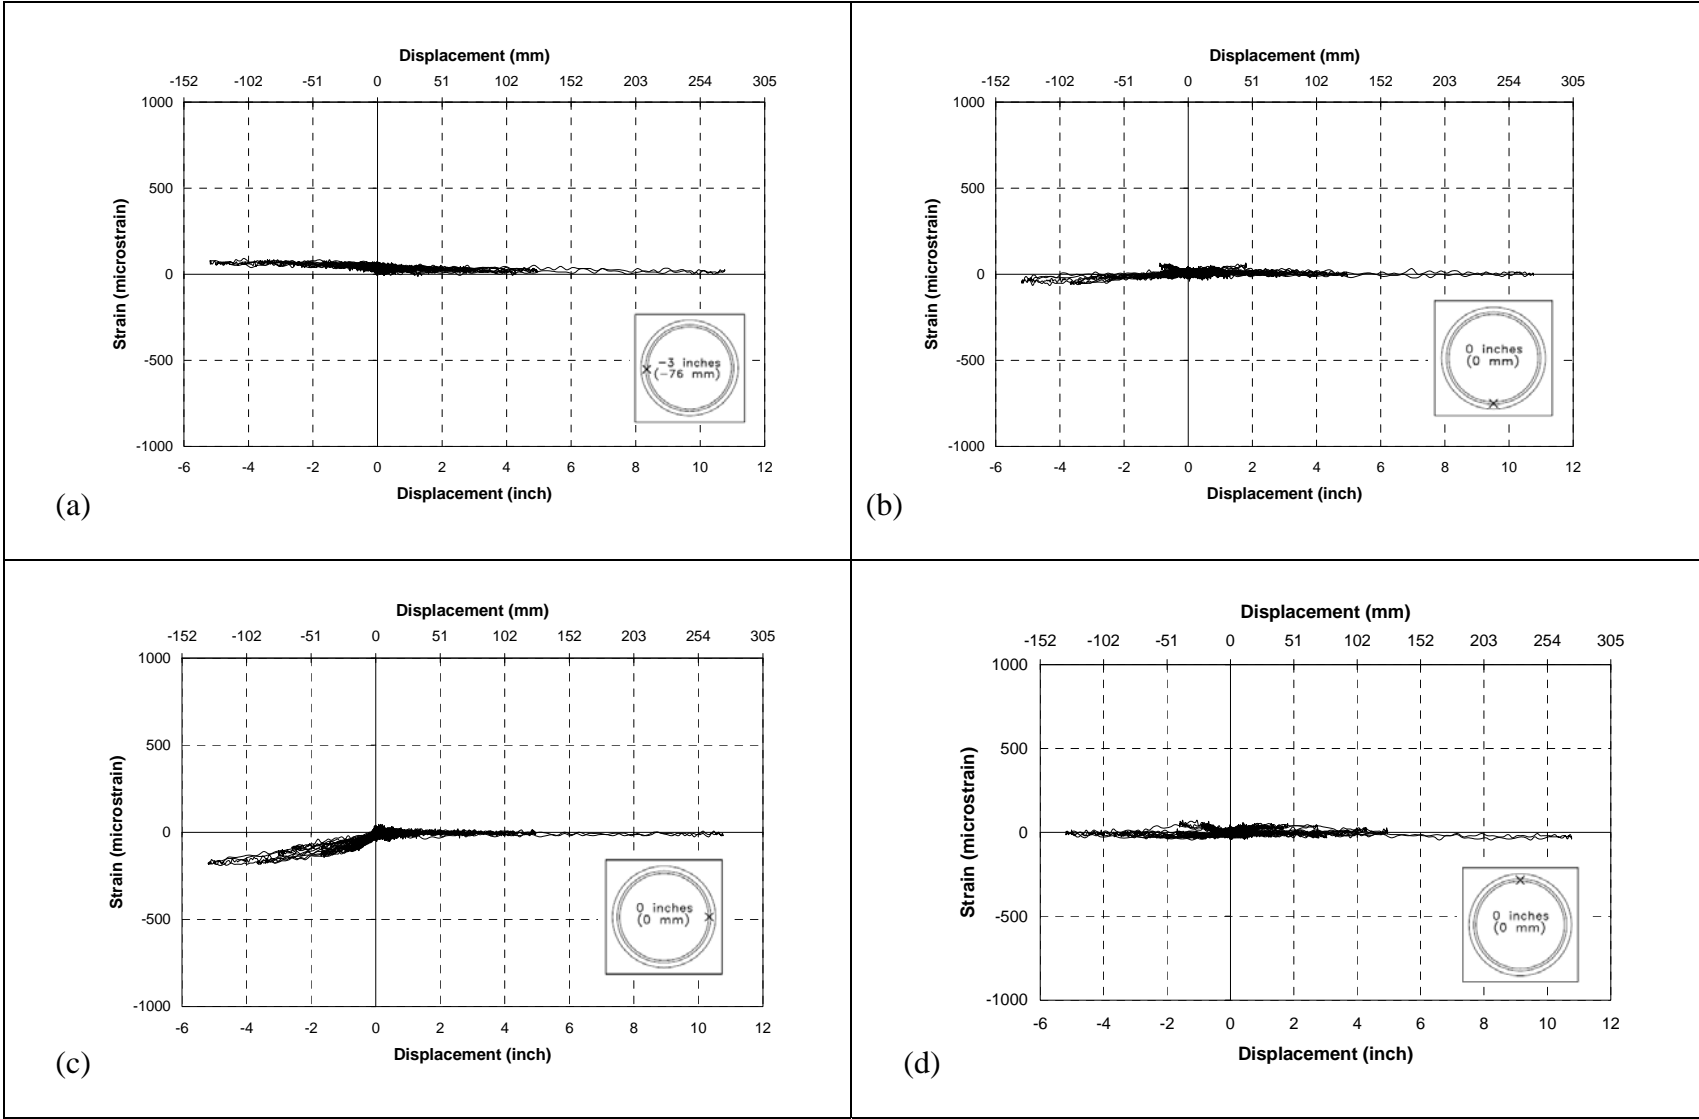 Displacement (mm)
-152 -102 -51 0 51 102 152 203 254 305
1000
500
0
-500
-1000
Strain (microstrain)
-3 inches
(-76 mm)
-6 -4 -2 0 2 4 6 8 10 12
Displacement (inch)
(a)
Displacement (mm)
-152 -102 -51 0 51 102 152 203 254 305
1000
500
0
-500
-1000
Strain (microstrain)
0 inches
(0 mm)
-6 -4 -2 0 2 4 6 8 10 12
Displacement (inch)
(b)
Displacement (mm)
-152 -102 -51 0 51 102 152 203 254 305
1000
500
0
-500
-1000
Strain (microstrain)
0 inches
(0 mm)
-6 -4 -2 0 2 4 6 8 10 12
Displacement (inch)
(c)
Displacement (mm)
-152 -102 -51 0 51 102 152 203 254 305
1000
500
0
-500
-1000
Strain (microstrain)
0 inches
(0 mm)
-6 -4 -2 0 2 4 6 8 10 12
Displacement (inch)
(d)